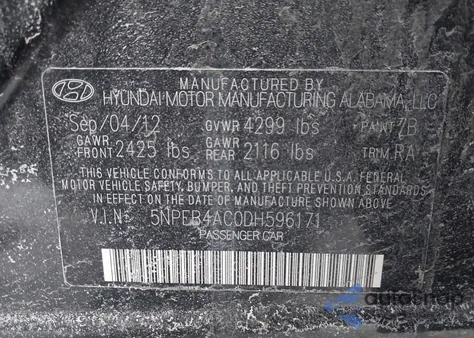 MANUFACTURED BY
HYUNDAI MOTOR MANUFACTURING ALABAMA, LLC
Sep/04/12 GVWR 4299 lbs PAINT ZB
GAWR FRONT 2425 lbs GAWR REAR 2116 lbs TRIM RA
THIS VEHICLE CONFORMS TO ALL APPLICABLE U.S.A. FEDERAL
MOTOR VEHICLE SAFETY, BUMPER, AND THEFT PREVENTION
STANDARDS IN EFFECT ON THE
DATE OF MANUFACTURE SHOWN ABOVE.
V.I.N: 5NPEB4AC0DH596171
PASSENGER CAR